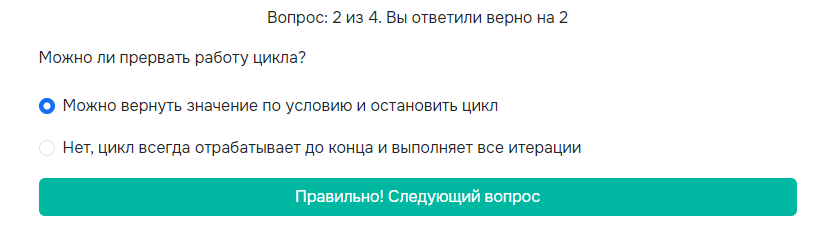 Вопрос: 2 из 4. Вы ответили верно на 2
Можно ли прервать работу цикла?
Можно вернуть значение по условию и остановить цикл
Нет, цикл всегда отрабатывает до конца и выполняет все итерации
Правильно! Следующий вопрос